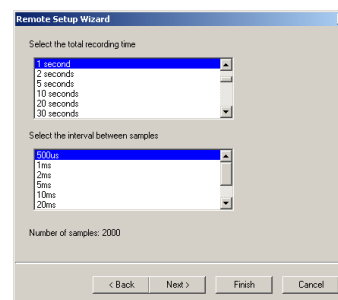 Remote Setup Wizard
Select the total recording time
1 second
2 seconds
5 seconds
10 seconds
20 seconds
30 seconds
Select the interval between samples
500us
1ms
2ms
5ms
10ms
20ms
Number of samples: 2000
< Back
Next >
Finish
Cancel